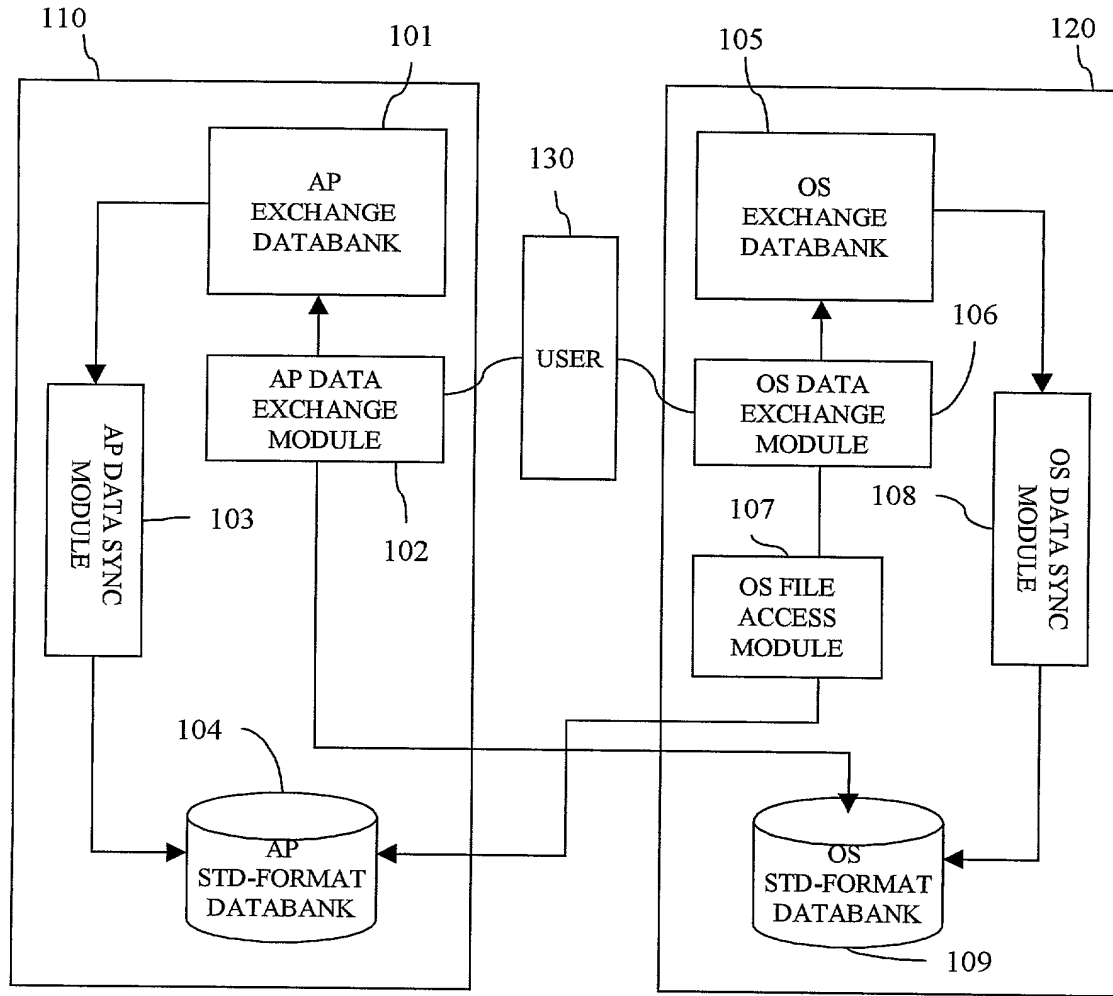 110
101
105
120
130
AP
EXCHANGE
DATABANK
OS
EXCHANGE
DATABANK
106
USER
AP DATA
EXCHANGE
MODULE
OS DATA
EXCHANGE
MODULE
AP DATA SYNC
MODULE
103
102
107
108
OS DATA SYNC
MODULE
OS FILE
ACCESS
MODULE
104
AP
STD-FORMAT
DATABANK
OS
STD-FORMAT
DATABANK
109